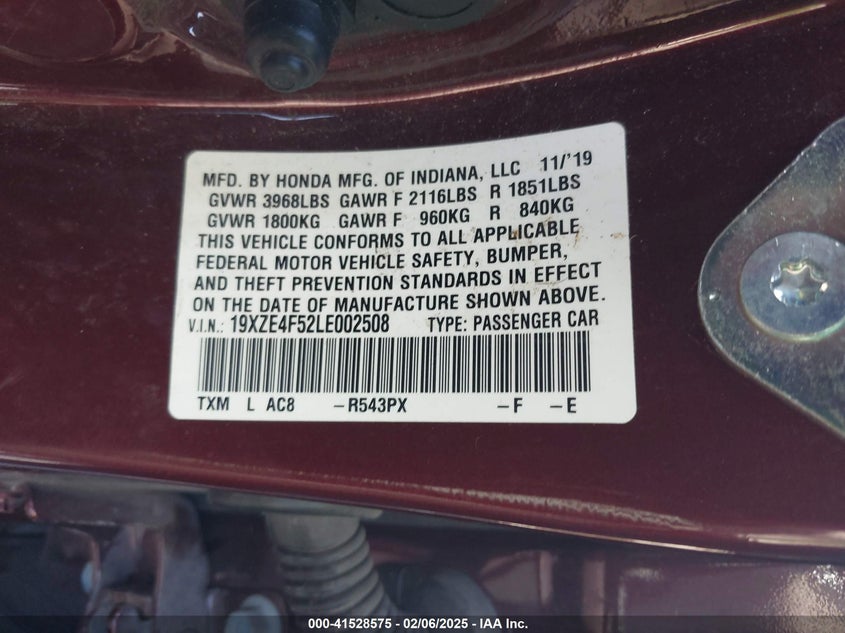 MFD. BY HONDA MFG. OF INDIANA, LLC 11/'19
GVWR 3968LBS GAWR F 2116LBS R 1851LBS
GVWR 1800KG GAWR F 960KG R 840KG
THIS VEHICLE CONFORMS TO ALL APPLICABLE
FEDERAL MOTOR VEHICLE SAFETY, BUMPER,
AND THEFT PREVENTION STANDARDS IN EFFECT
ON THE DATE OF MANUFACTURE SHOWN ABOVE.
V.I.N.: 19XZE4F52LE002508 TYPE: PASSENGER CAR
TXM L AC8 –R543PX –F –E
000-41528575 - 02/06/2025 - IAA Inc.